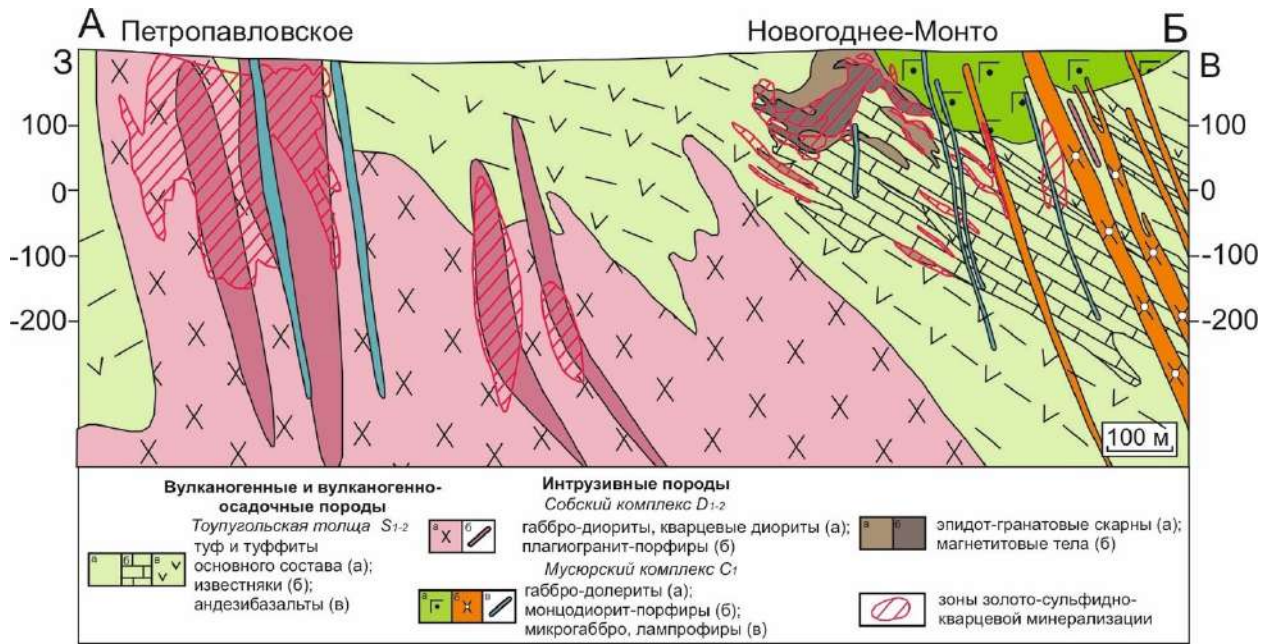 А Петропавловское Новогоднее-Монто Б
З В
100 100
0 0
-100 -100
-200 -200
100 м
Вулканогенные и вулканогенно-
осадочные породы
Тоупугольская толща S1-2
а б в
туф и туффиты
основного состава (а);
известняки (б);
андезибазальты (в)
Интрузивные породы
Собский комплекс D1-2
а б
габбро-диориты, кварцевые диориты (а);
плагиогранит-порфиры (б)
Мусюрский комплекс C1
а б в
габбро-долериты (а);
монцодиорит-порфиры (б);
микрогаббро, лампрофиры (в)
а б
эпидот-гранатовые скарны (а);
магнетитовые тела (б)
зоны золото-сульфидно-
кварцевой минерализации